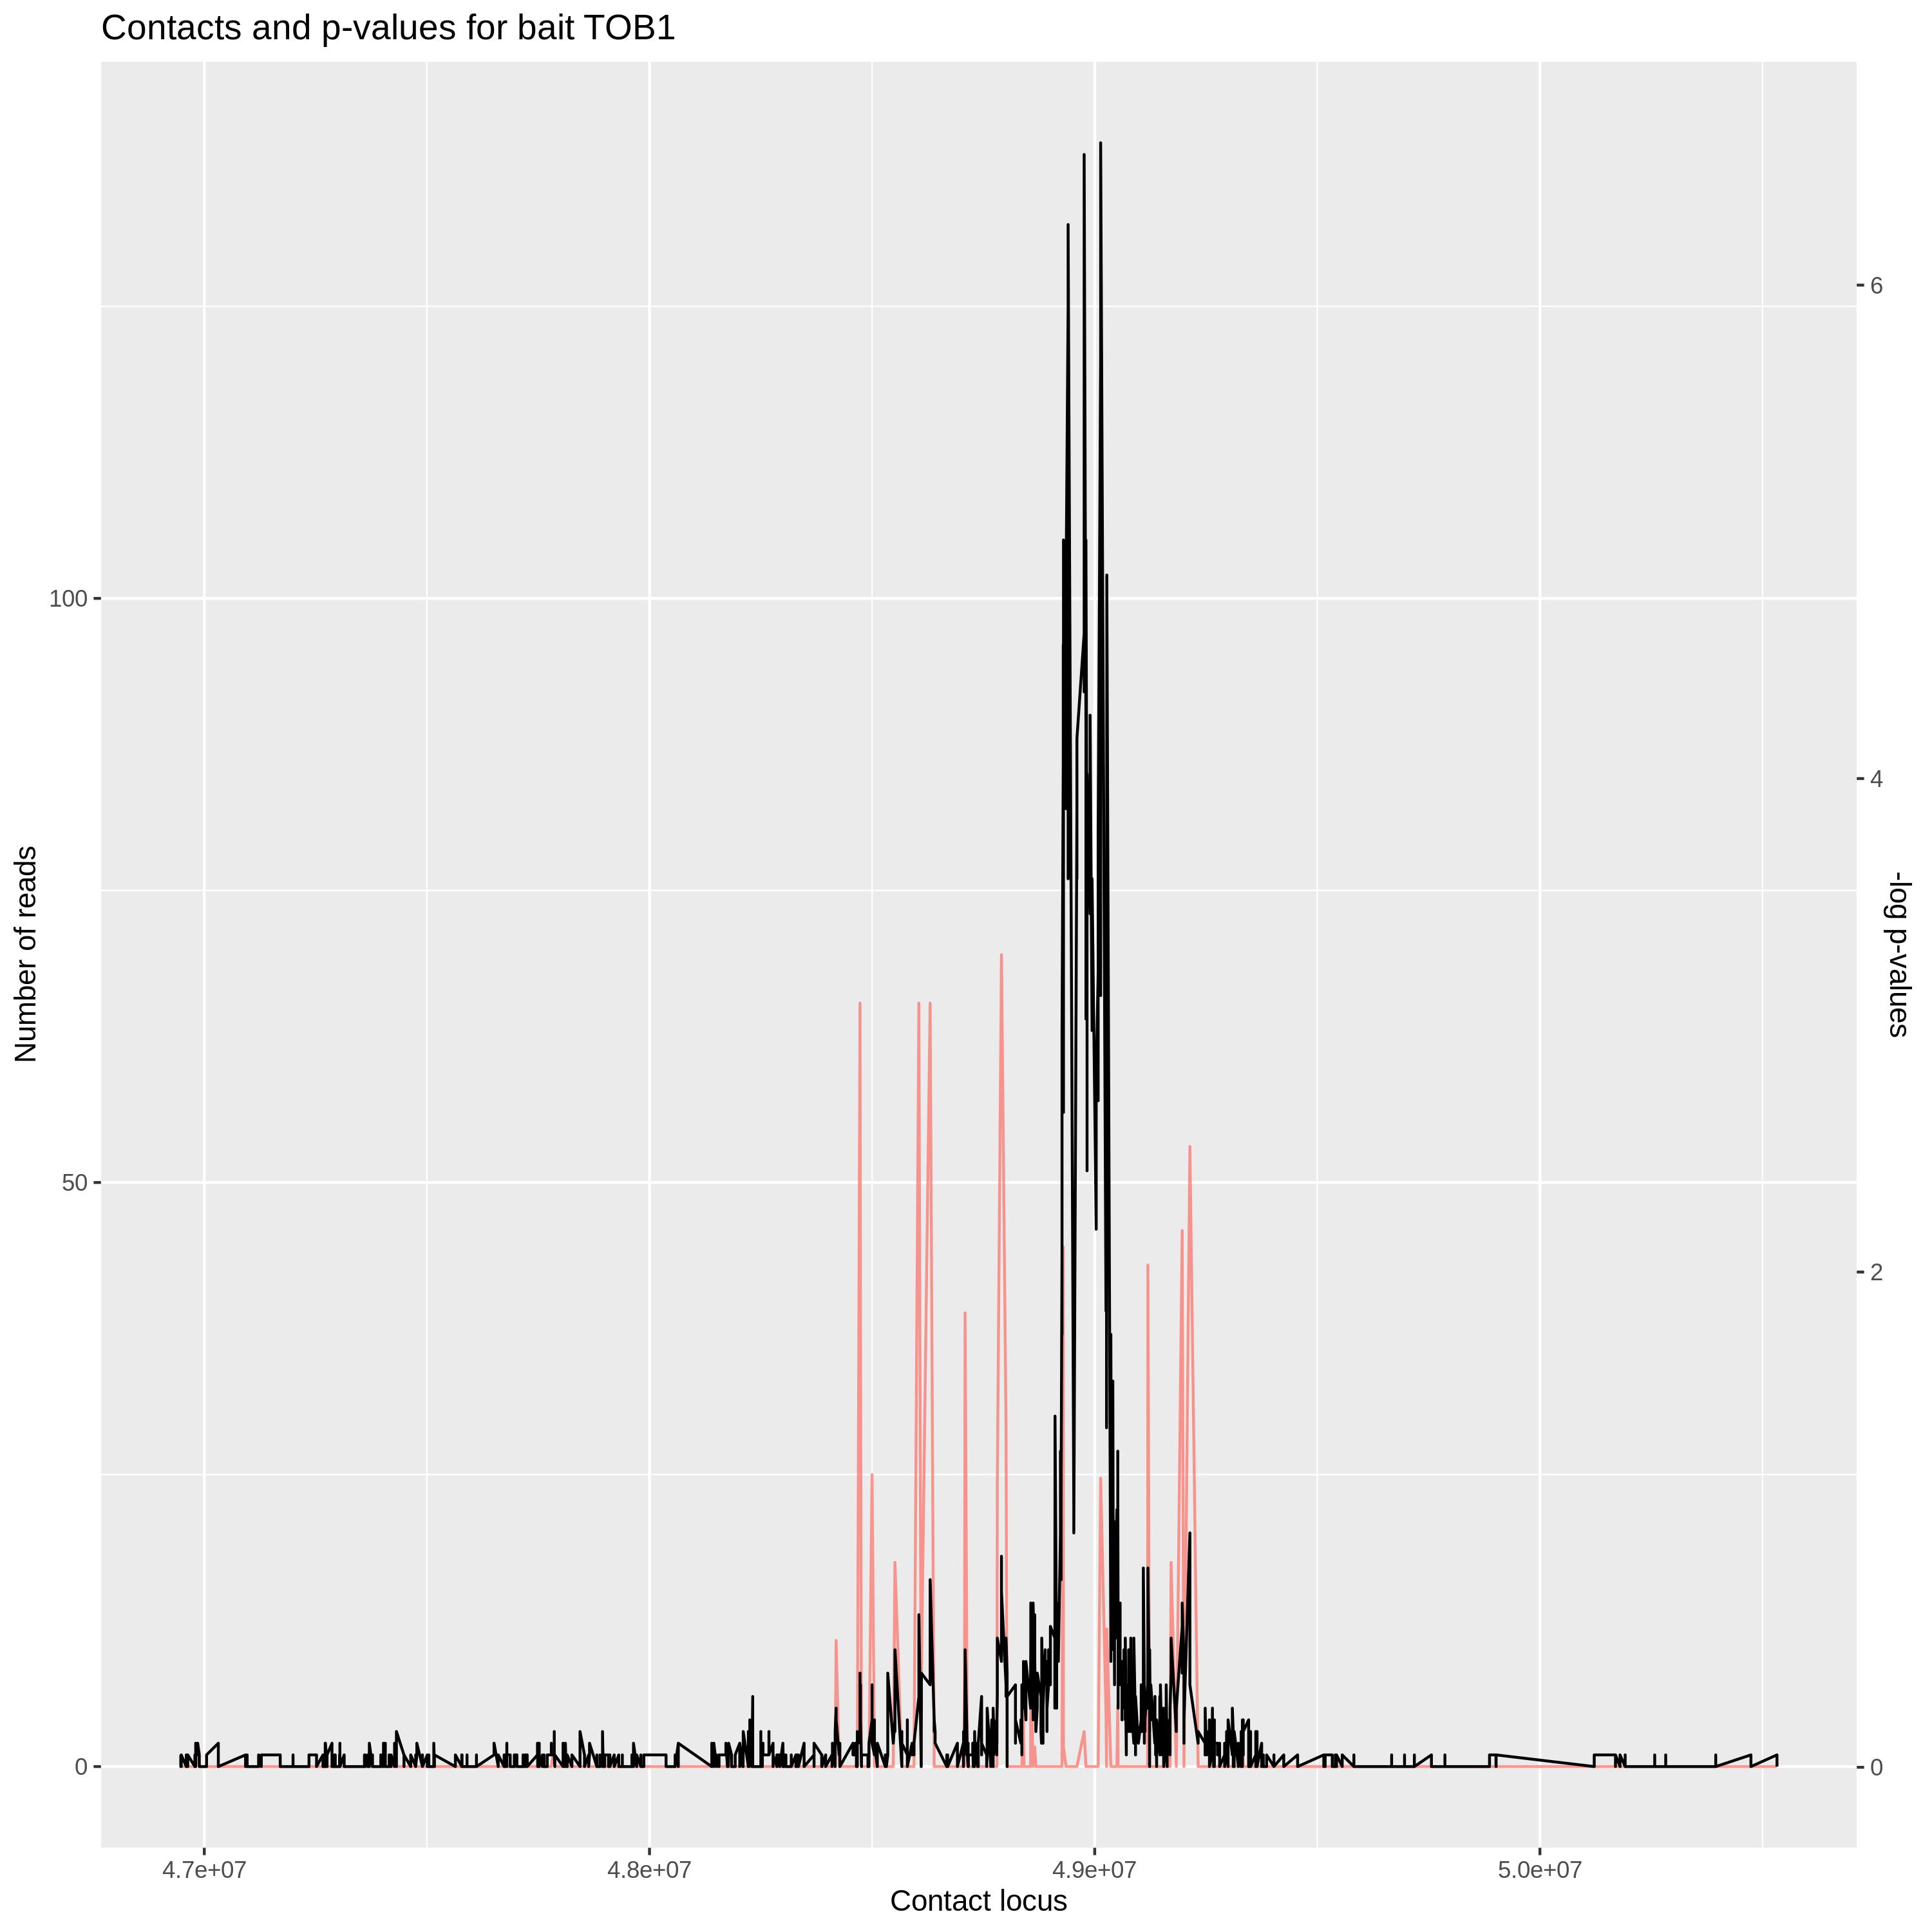 Contacts and p-values for bait TOB1
Number of reads
100
50
0
6
4
2
0
-log p-values
4.7e+07
4.8e+07
4.9e+07
5.0e+07
Contact locus